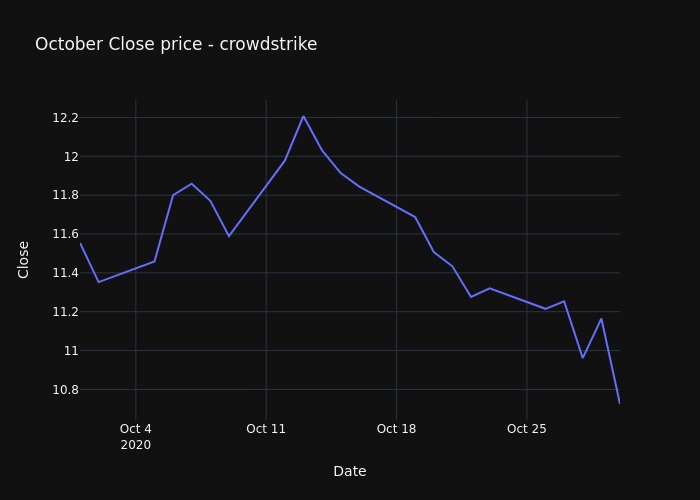 October Close price - crowdstrike
12.2
12
11.8
11.6
11.4
11.2
11
10.8
Close
Oct 4
2020
Oct 11
Oct 18
Oct 25
Date